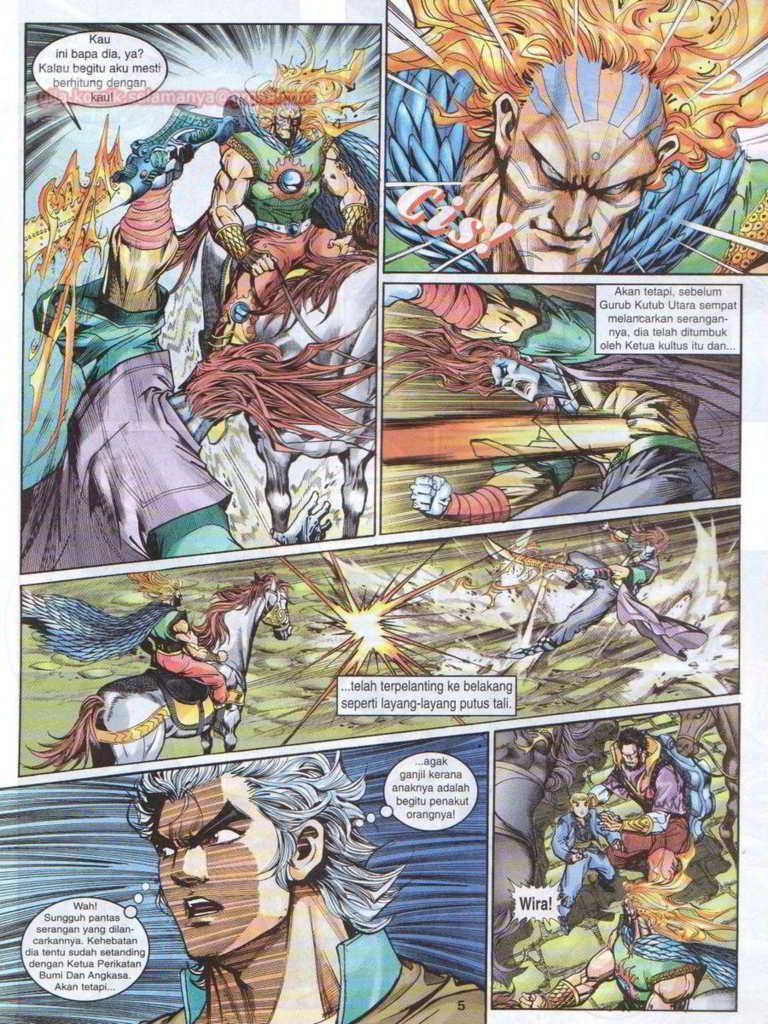 Kau
ini bapa dia, ya?
Kalau begitu aku mesti
berhitung dengan
kau!
Cis!
Akan tetapi, sebelum
Gurub Kutub Utara sempat
melancarkan serangan-
nya, dia telah ditumbuk
oleh Ketua kultus itu dan...
...telah terpelanting ke belakang
seperti layang-layang putus tali.
...agak
ganjil kerana
anaknya adalah
begitu penakut
orangnya!
Wah!
Sungguh pantas
serangan yang dilan-
carkannya. Kehebatan
dia tentu sudah setanding
dengan Ketua Perikatan
Bumi Dan Angkasa.
Akan tetapi...
Wira!
5